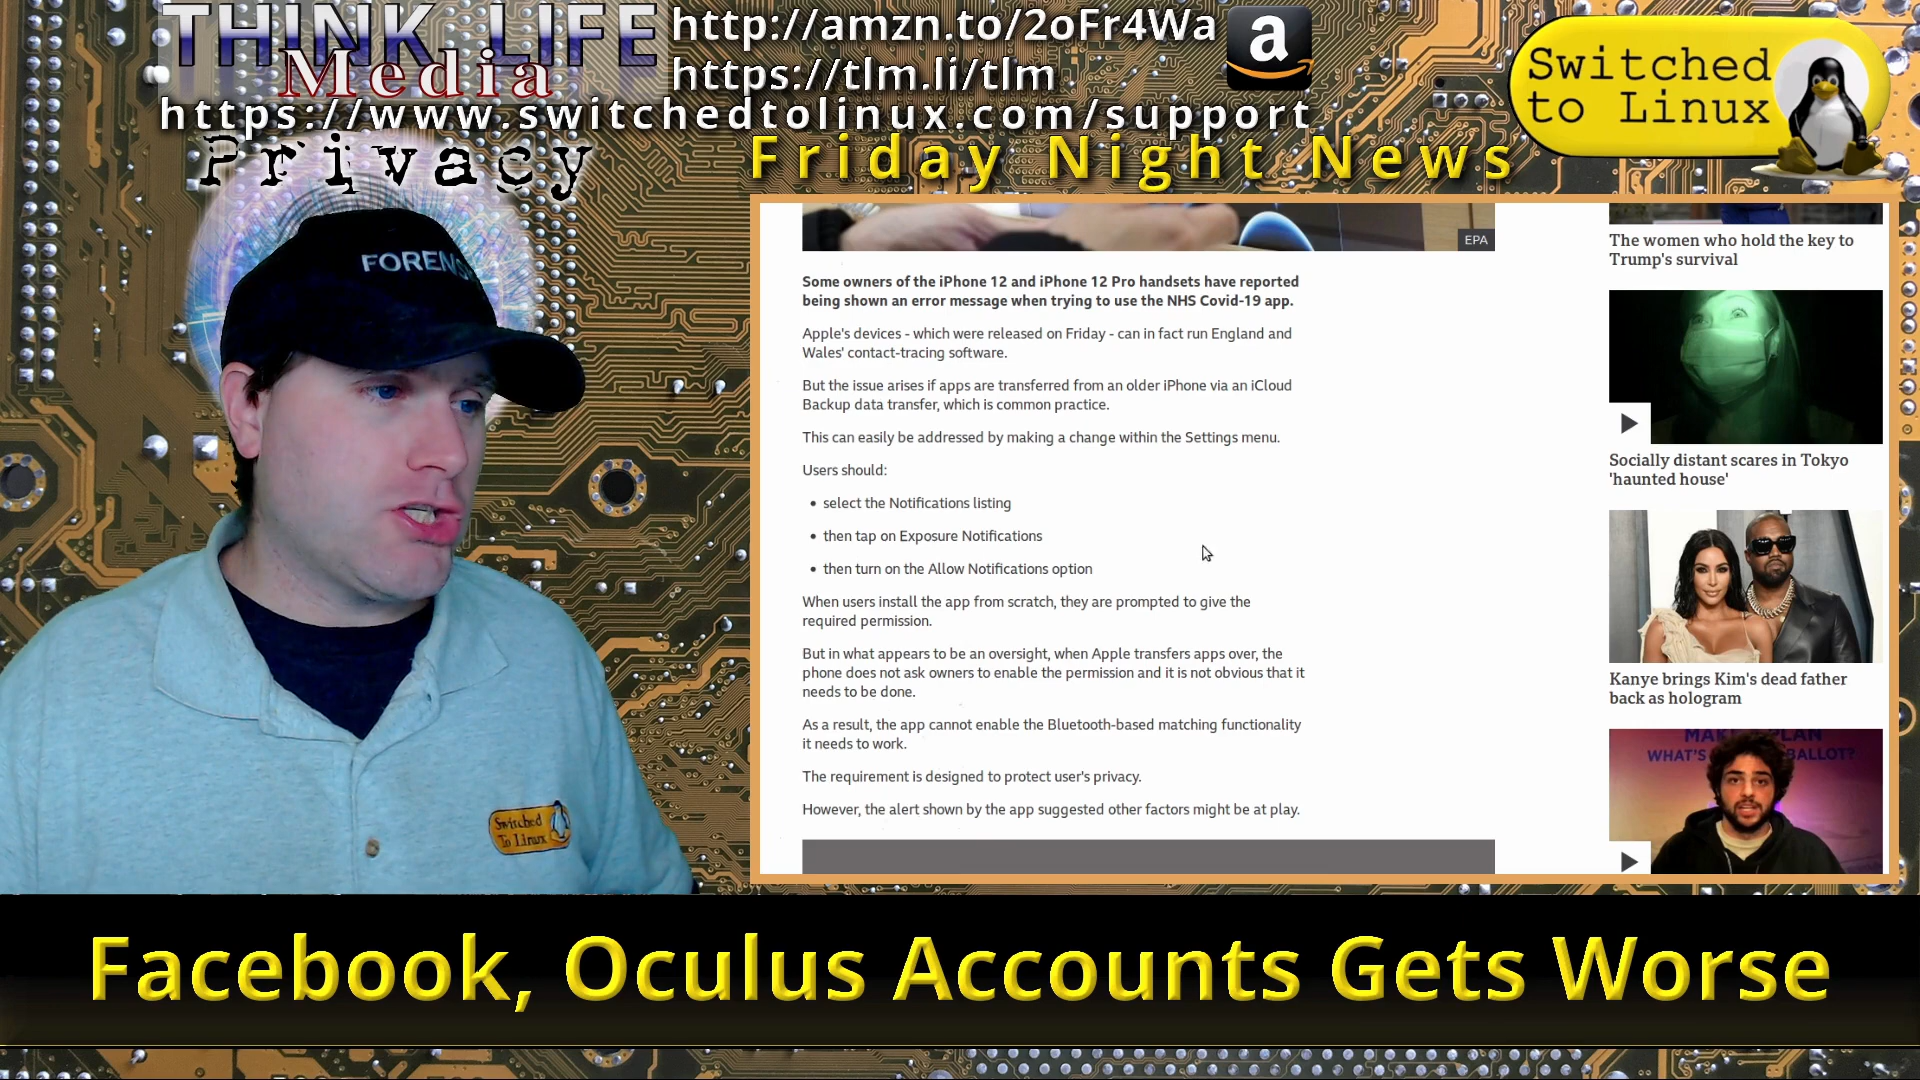 THINK LIFE
Media
http://amzn.to/2oFr4Wa
https://tlm.li/tlm
https://www.switchedtolinux.com/support
a
Switched
to Linux
Privacy
Friday Night News
FORENS
EPA
Some owners of the iPhone 12 and iPhone 12 Pro handsets have reported
being shown an error message when trying to use the NHS Covid-19 app.
Apple's devices - which were released on Friday - can in fact run England and
Wales' contact-tracing software.
But the issue arises if apps are transferred from an older iPhone via an iCloud
Backup data transfer, which is common practice.
This can easily be addressed by making a change within the Settings menu.
Users should:
• select the Notifications listing
• then tap on Exposure Notifications
• then turn on the Allow Notifications option
When users install the app from scratch, they are prompted to give the
required permission.
But in what appears to be an oversight, when Apple transfers apps over, the
phone does not ask owners to enable the permission and it is not obvious that it
needs to be done.
As a result, the app cannot enable the Bluetooth-based matching functionality
it needs to work.
The requirement is designed to protect user's privacy.
However, the alert shown by the app suggested other factors might be at play.
The women who hold the key to
Trump's survival
Socially distant scares in Tokyo
'haunted house'
Kanye brings Kim's dead father
back as hologram
WHAT'S BALLOT?
Switched
To Linux
Facebook, Oculus Accounts Gets Worse